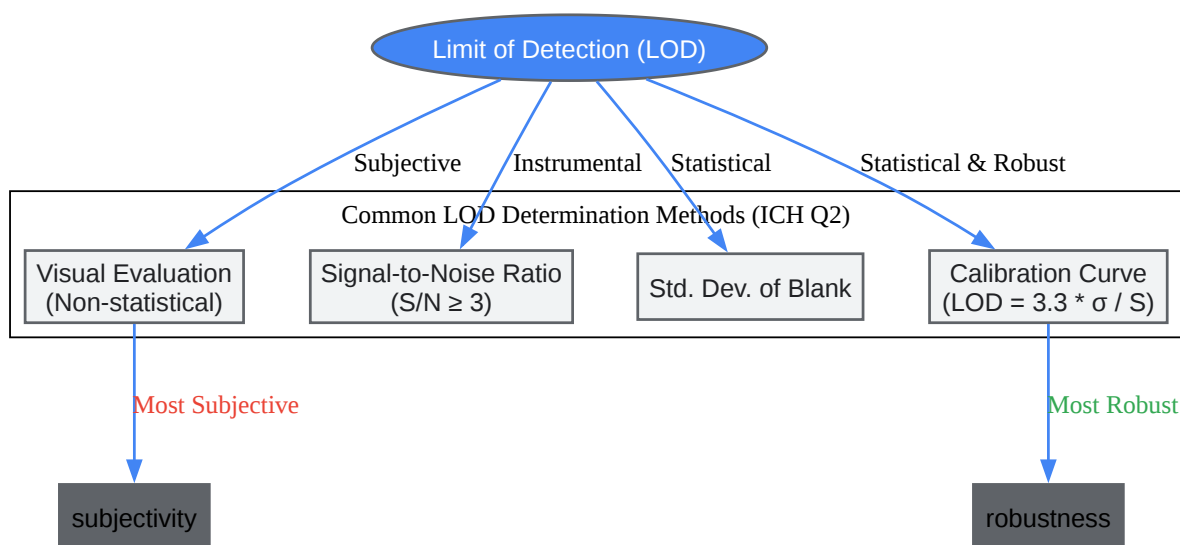 Limit of Detection (LOD)
Subjective
Instrumental
Statistical
Statistical & Robust
Common LOD Determination Methods (ICH Q2)
Visual Evaluation
(Non-statistical)
Signal-to-Noise Ratio
(S/N ≥ 3)
Std. Dev. of Blank
Calibration Curve
(LOD = 3.3 * σ / S)
Most Subjective
Most Robust
subjectivity
robustness